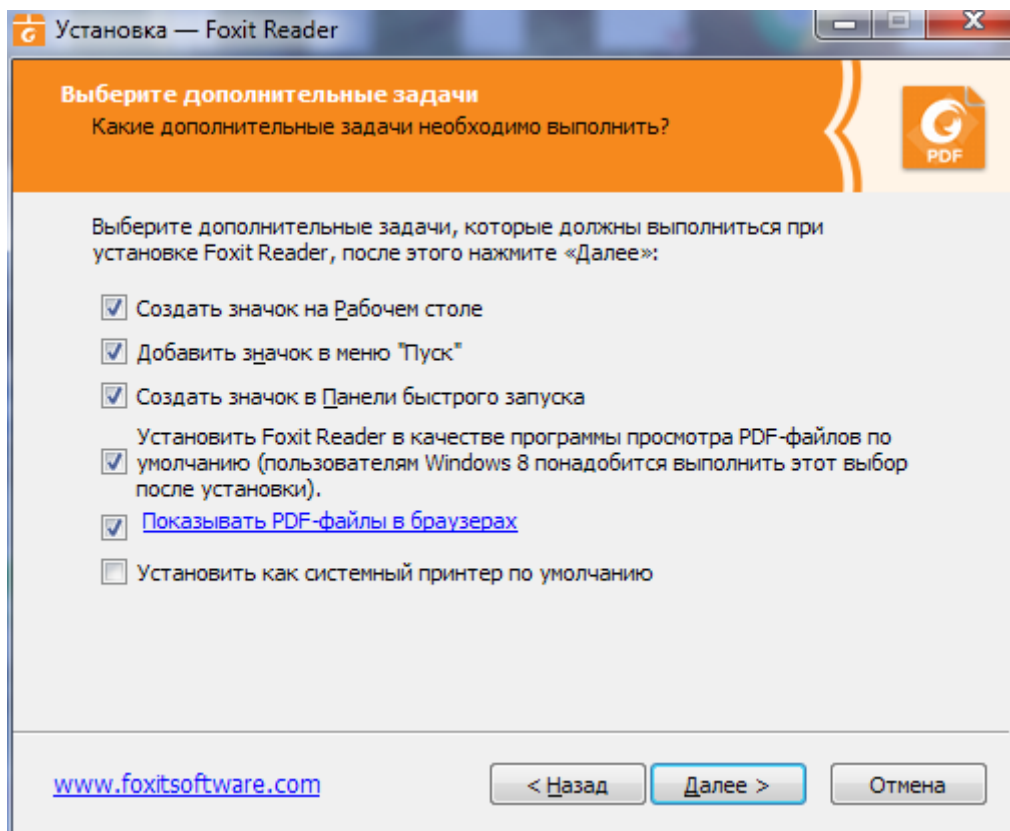 Установка — Foxit Reader
Выберите дополнительные задачи
Какие дополнительные задачи необходимо выполнить?
PDF
Выберите дополнительные задачи, которые должны выполниться при
установке Foxit Reader, после этого нажмите «Далее»:
Создать значок на Рабочем столе
Добавить значок в меню "Пуск"
Создать значок в Панели быстрого запуска
Установить Foxit Reader в качестве программы просмотра PDF-файлов по
умолчанию (пользователям Windows 8 понадобится выполнить этот выбор
после установки).
Показывать PDF-файлы в браузерах
Установить как системный принтер по умолчанию
www.foxitsoftware.com
< Назад
Далее >
Отмена